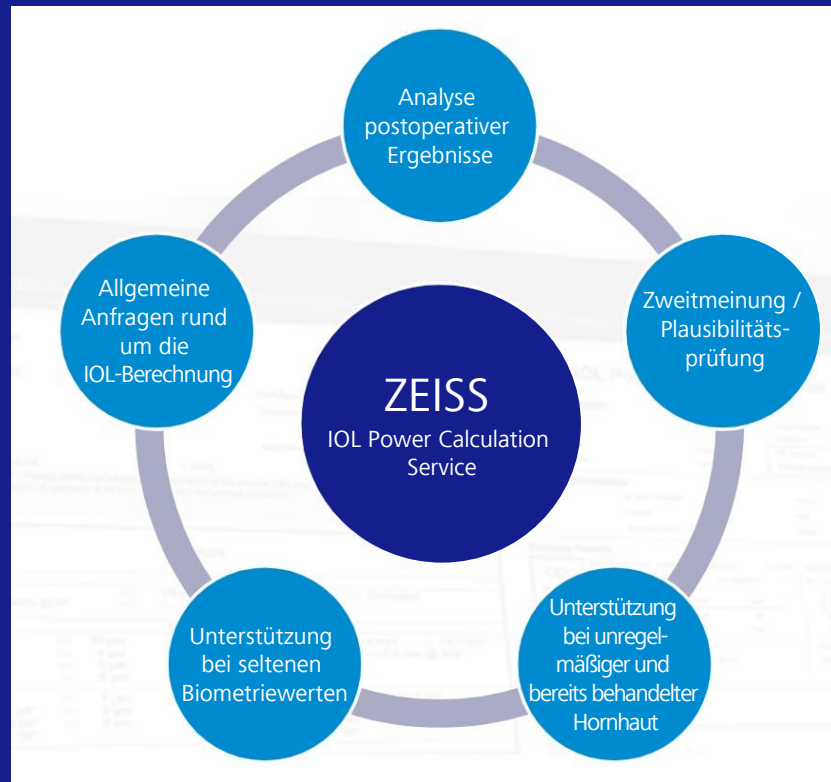 Analyse
postoperativer
Ergebnisse
Zweitmeinung /
Plausibilitäts-
prüfung
Allgemeine
Anfragen rund
um die
IOL-Berechnung
ZEISS
IOL Power Calculation
Service
Unterstützung
bei seltenen
Biometriewerten
Unterstützung
bei unregel-
mäßiger und
bereits behandelter
Hornhaut